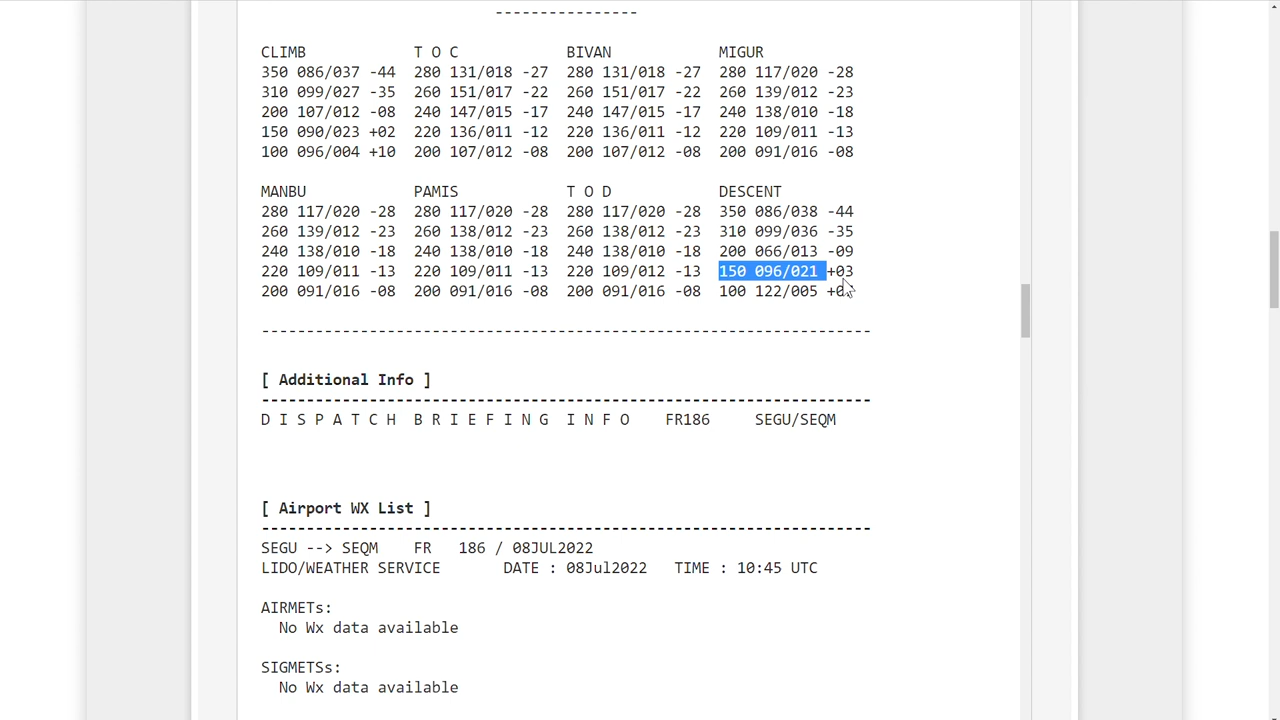 ----------------
CLIMB T O C BIVAN MIGUR
350 086/037 -44 280 131/018 -27 280 131/018 -27 280 117/020 -28
310 099/027 -35 260 151/017 -22 260 151/017 -22 260 139/012 -23
200 107/012 -08 240 147/015 -17 240 147/015 -17 240 138/010 -18
150 090/023 +02 220 136/011 -12 220 136/011 -12 220 109/011 -13
100 096/004 +10 200 107/012 -08 200 107/012 -08 200 091/016 -08
MANBU PAMIS T O D DESCENT
280 117/020 -28 280 117/020 -28 280 117/020 -28 350 086/038 -44
260 139/012 -23 260 138/012 -23 260 138/012 -23 310 099/036 -35
240 138/010 -18 240 138/010 -18 240 138/010 -18 200 066/013 -09
220 109/011 -13 220 109/011 -13 220 109/012 -13 150 096/021 +03
200 091/016 -08 200 091/016 -08 200 091/016 -08 100 122/005
--------------------------------------------------------------------
[ Additional Info ]
--------------------------------------------------------------------
D I S P A T C H B R I E F I N G I N F O FR186 SEGU/SEQM
[ Airport WX List ]
--------------------------------------------------------------------
SEGU --> SEQM FR 186 / 08JUL2022
LIDO/WEATHER SERVICE DATE : 08Jul2022 TIME : 10:45 UTC
AIRMETs:
No Wx data available
SIGMETSs:
No Wx data available